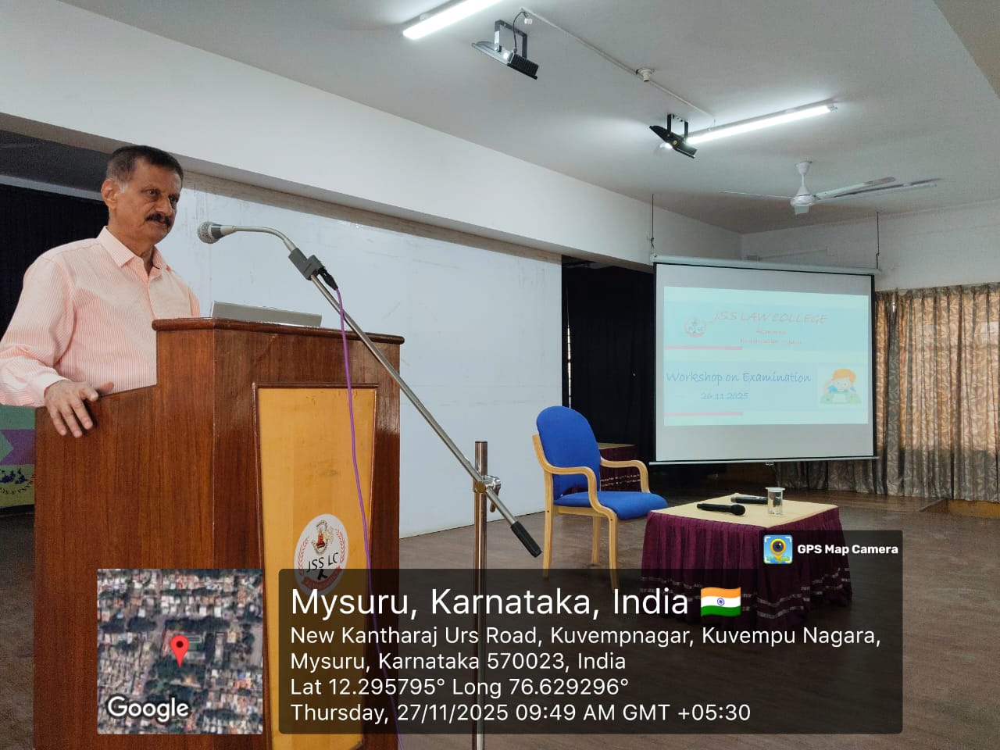 JSS LAW COLLEGE
Workshop on Examination
26.11.2025
JSS LC
GPS Map Camera
Mysuru, Karnataka, India
New Kantharaj Urs Road, Kuvempnagar, Kuvempu Nagara,
Mysuru, Karnataka 570023, India
Lat 12.295795° Long 76.629296°
Thursday, 27/11/2025 09:49 AM GMT +05:30
Google